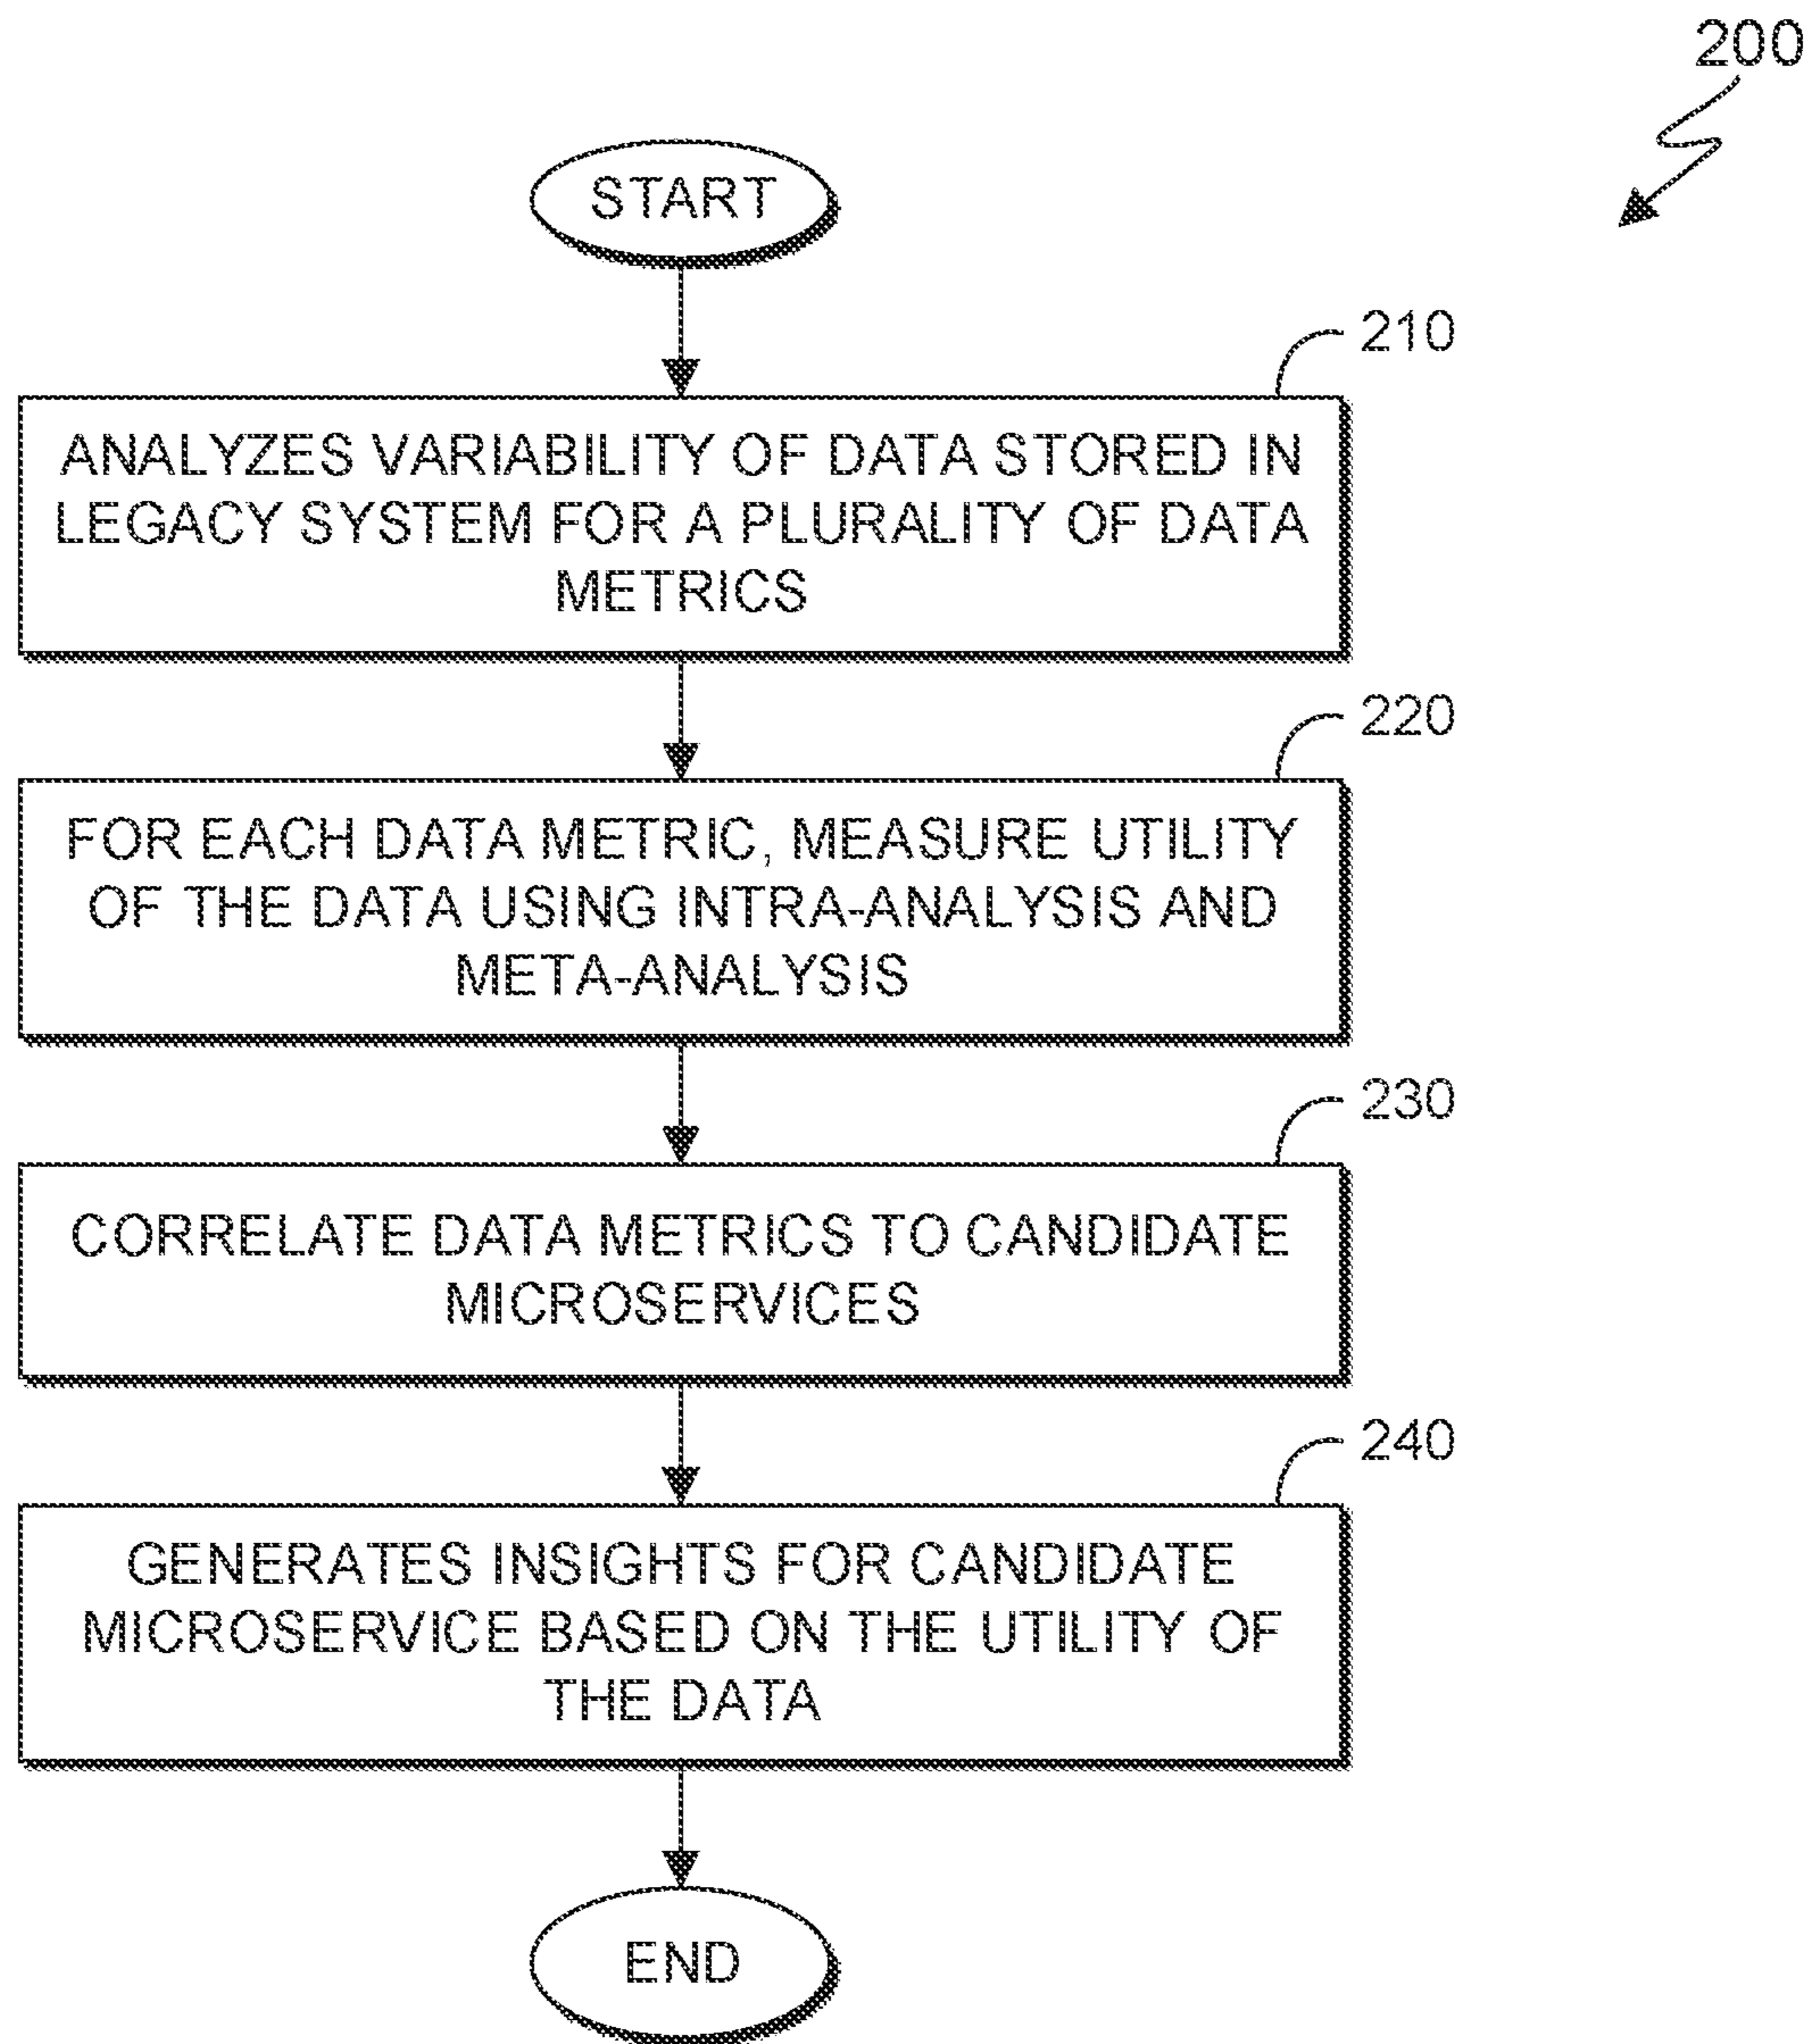 200
START
210
ANALYZES VARIABILITY OF DATA STORED IN
LEGACY SYSTEM FOR A PLURALITY OF DATA
METRICS
220
FOR EACH DATA METRIC, MEASURE UTILITY
OF THE DATA USING INTRA-ANALYSIS AND
META-ANALYSIS
230
CORRELATE DATA METRICS TO CANDIDATE
MICROSERVICES
240
GENERATES INSIGHTS FOR CANDIDATE
MICROSERVICE BASED ON THE UTILITY OF
THE DATA
END